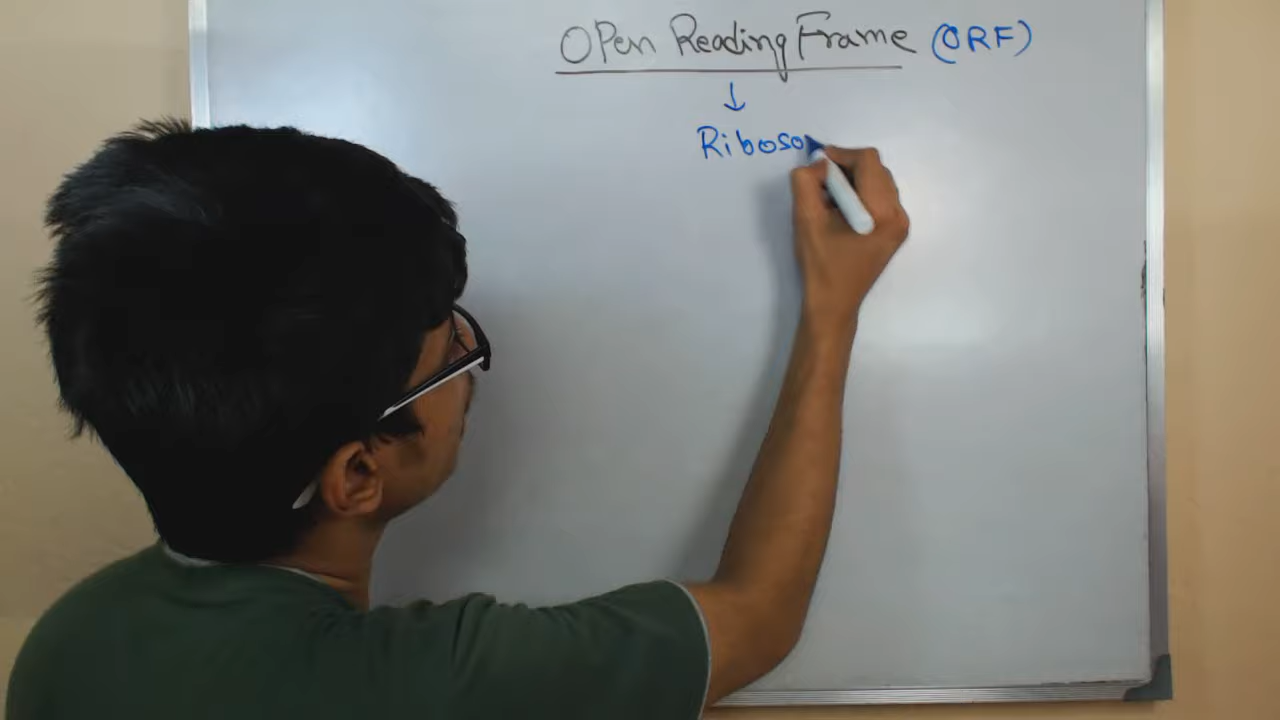 OPen Reading Frame (ORF)
↓
Riboso